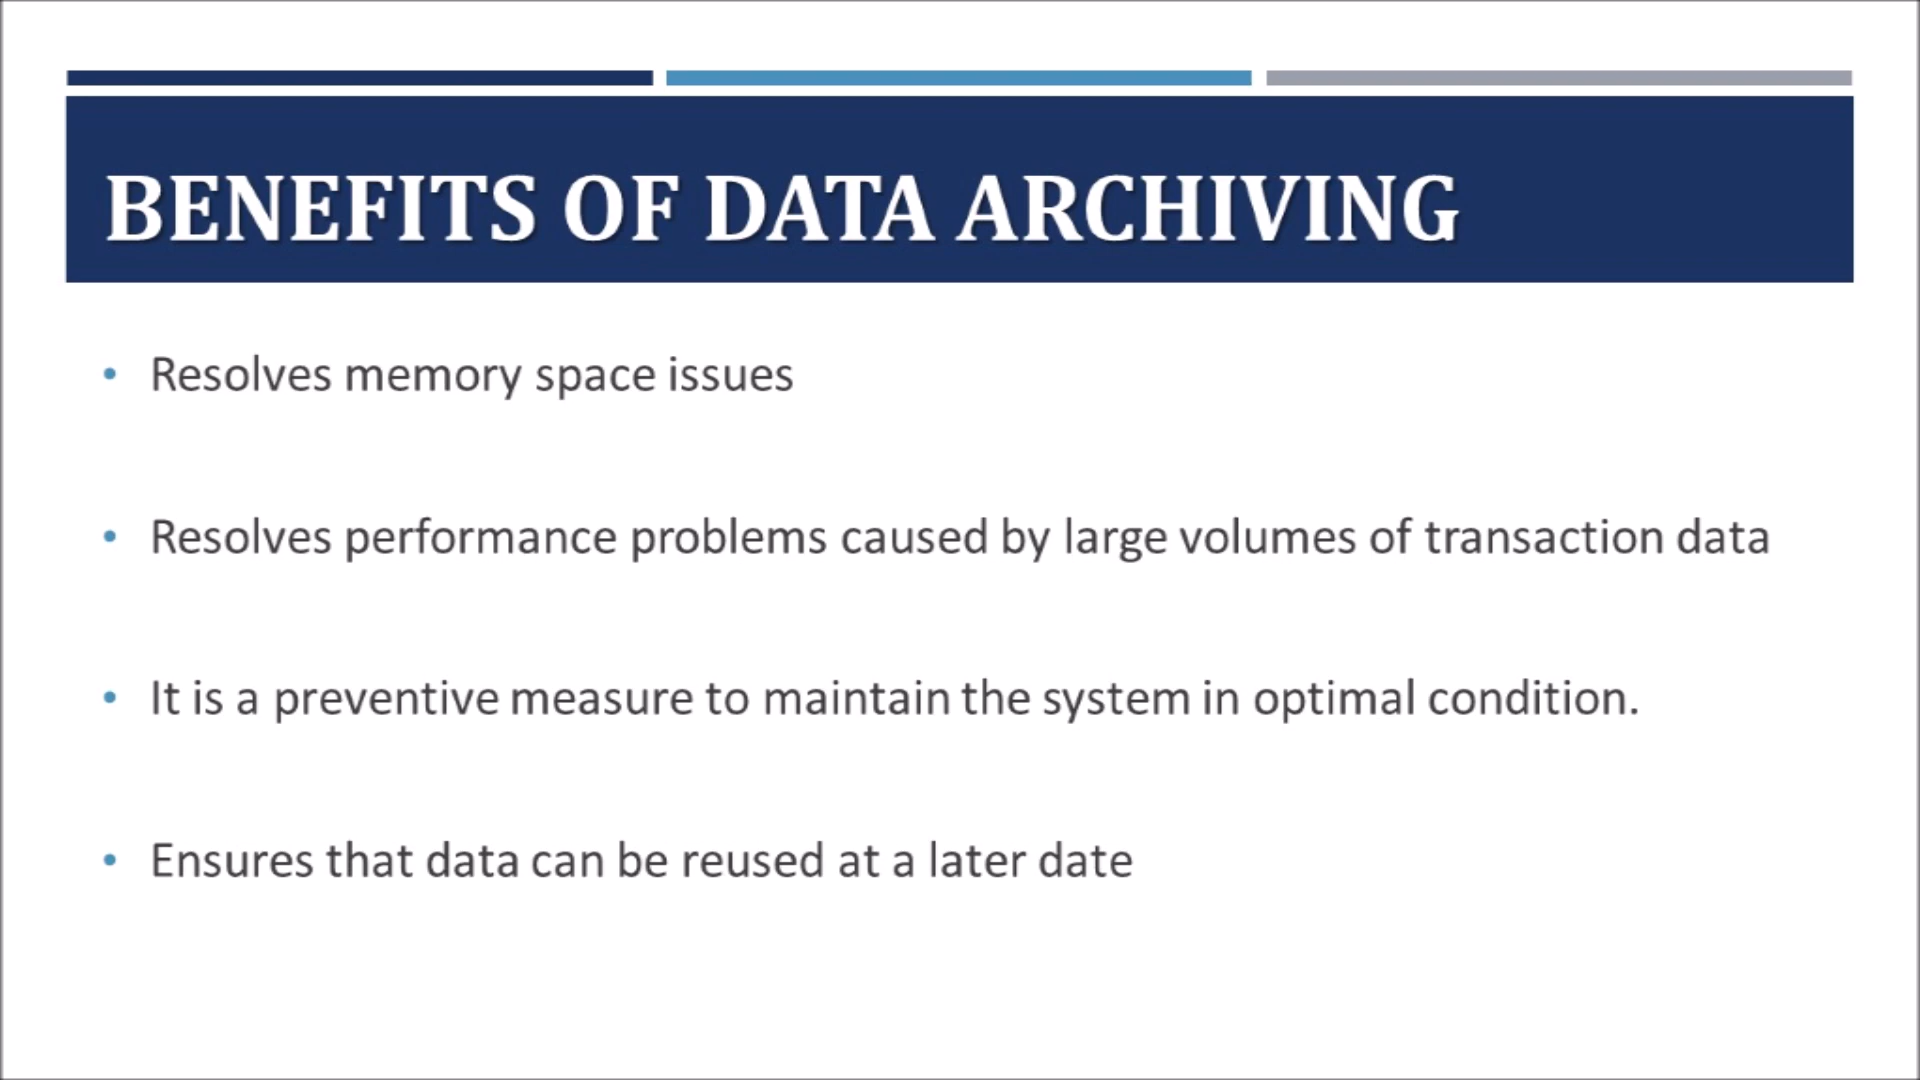 BENEFITS OF DATA ARCHIVING
• Resolves memory space issues
• Resolves performance problems caused by large volumes of transaction data
• It is a preventive measure to maintain the system in optimal condition.
• Ensures that data can be reused at a later date